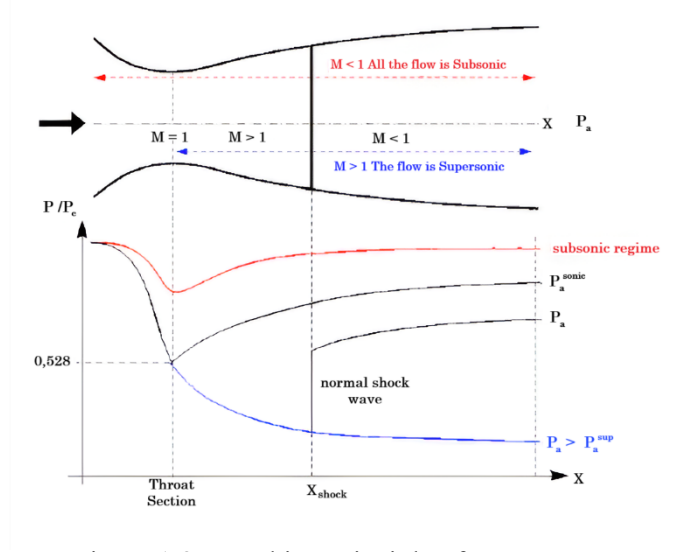 M < 1 All the flow is Subsonic
X P_a
M = 1 M > 1 M < 1
M > 1 The flow is Supersonic
P /P_c
subsonic regime
P_a^sonic
P_a
0,528
normal shock
wave
P_a > P_a^sup
X
Throat
Section
X_shock